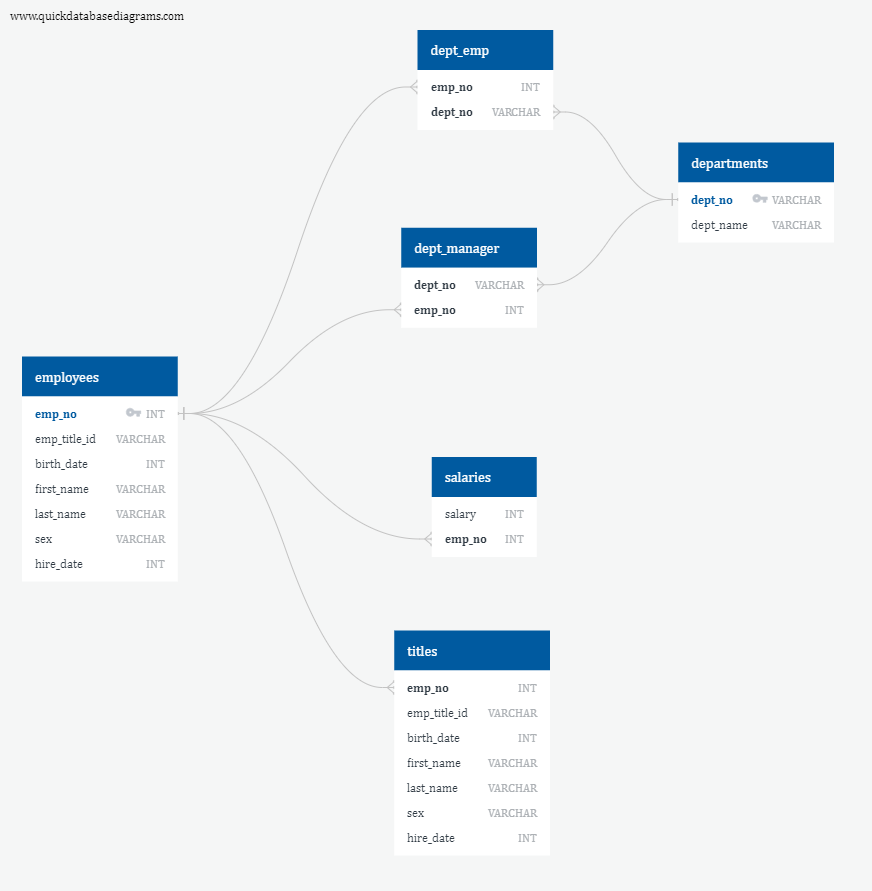 www.quickdatabasediagrams.com
dept_emp
emp_no INT
dept_no VARCHAR
departments
dept_no VARCHAR
dept_name VARCHAR
dept_manager
dept_no VARCHAR
emp_no INT
employees
emp_no INT
emp_title_id VARCHAR
birth_date INT
first_name VARCHAR
last_name VARCHAR
sex VARCHAR
hire_date INT
salaries
salary INT
emp_no INT
titles
emp_no INT
emp_title_id VARCHAR
birth_date INT
first_name VARCHAR
last_name VARCHAR
sex VARCHAR
hire_date INT